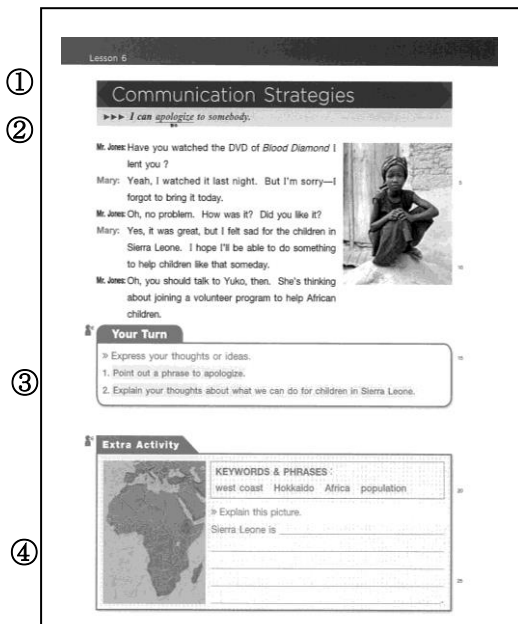 Lesson 6
①
Communication Strategies
②
►►► I can apologize to somebody.
Mr. Jones: Have you watched the DVD of Blood Diamond I
lent you ?
Mary: Yeah, I watched it last night. But I'm sorry—I
forgot to bring it today.
5
Mr. Jones: Oh, no problem. How was it? Did you like it?
Mary: Yes, it was great, but I felt sad for the children in
Sierra Leone. I hope I'll be able to do something
to help children like that someday.
10
Mr. Jones: Oh, you should talk to Yuko, then. She's thinking
about joining a volunteer program to help African
children.
Your Turn
» Express your thoughts or ideas.
15
1. Point out a phrase to apologize.
③
2. Explain your thoughts about what we can do for children in Sierra Leone.
Extra Activity
KEYWORDS & PHRASES :
west coast Hokkaido Africa population
20
» Explain this picture.
Sierra Leone is
④
25